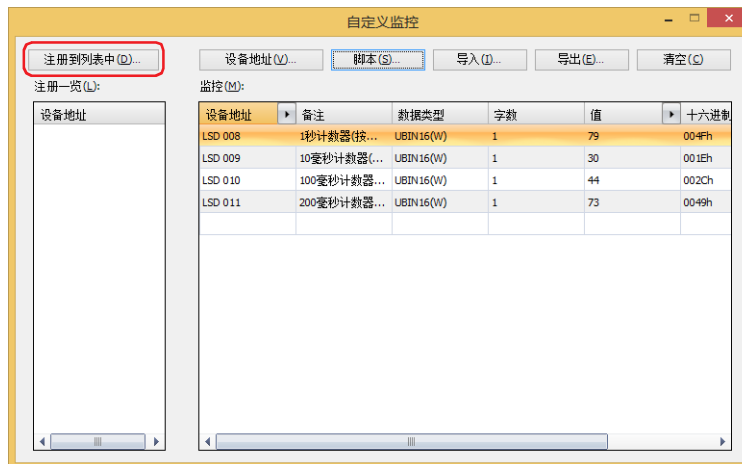 自定义监控
注册到列表中(D)... 设备地址(V)... 脚本(S)... 导入(I)... 导出(E)... 清空(C)
注册一览(L): 监控(M):
设备地址 设备地址 备注 数据类型 字数 值 十六进制
LSD 008 1秒计数器(按... UBIN16(W) 1 79 004Fh
LSD 009 10毫秒计数器(... UBIN16(W) 1 30 001Eh
LSD 010 100毫秒计数器... UBIN16(W) 1 44 002Ch
LSD 011 200毫秒计数器... UBIN16(W) 1 73 0049h